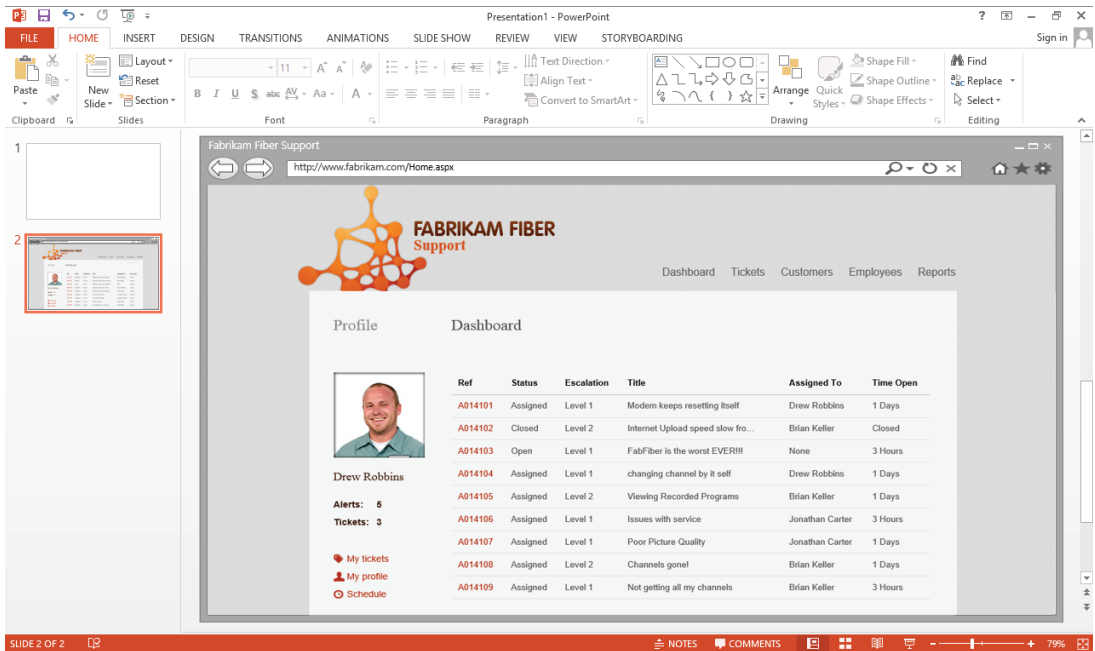 Presentation1 - PowerPoint
?
FILE HOME INSERT DESIGN TRANSITIONS ANIMATIONS SLIDE SHOW REVIEW VIEW STORYBOARDING Sign in
Layout
Reset
Section
Paste
New
Slide
11
Aa
B I U S abc AV Aa A
Text Direction
Align Text
Convert to SmartArt
Arrange
Quick
Styles
Shape Fill
Shape Outline
Shape Effects
Find
Replace
Select
Clipboard Slides Font Paragraph Drawing Editing
1
2
Fabrikam Fiber Support
http://www.fabrikam.com/Home.aspx
FABRIKAM FIBER
Support
Dashboard Tickets Customers Employees Reports
Profile Dashboard
Ref Status Escalation Title Assigned To Time Open
A014101 Assigned Level 1 Modem keeps resetting itself Drew Robbins 1 Days
A014102 Closed Level 2 Internet Upload speed slow fro... Brian Keller Closed
A014103 Open Level 1 FabFiber is the worst EVER!!! None 3 Hours
A014104 Assigned Level 1 changing channel by it self Drew Robbins 1 Days
A014105 Assigned Level 2 Viewing Recorded Programs Brian Keller 1 Days
A014106 Assigned Level 1 Issues with service Jonathan Carter 3 Hours
A014107 Assigned Level 1 Poor Picture Quality Jonathan Carter 1 Days
A014108 Assigned Level 2 Channels gone! Brian Keller 1 Days
A014109 Assigned Level 1 Not getting all my channels Brian Keller 3 Hours
Drew Robbins
Alerts: 5
Tickets: 3
My tickets
My profile
Schedule
SLIDE 2 OF 2 NOTES COMMENTS 79%